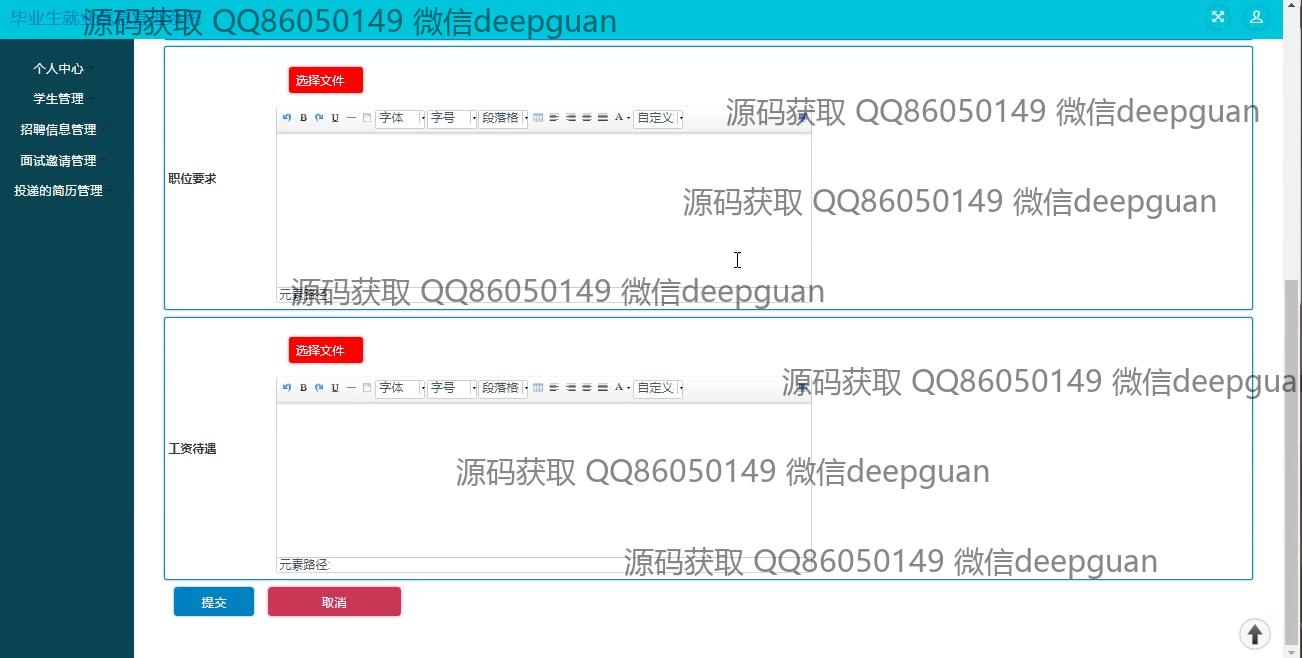 源码获取 QQ86050149 微信deepguan
个人中心
学生管理
招聘信息管理
面试邀请管理
投递的简历管理
选择文件
B U 字体 字号 段落格 A 自定义
源码获取 QQ86050149 微信deepguan
职位要求
源码获取 QQ86050149 微信deepguan
元素路径:
源码获取 QQ86050149 微信deepguan
选择文件
B U 字体 字号 段落格 A 自定义
源码获取 QQ86050149 微信deepgua
工资待遇
源码获取 QQ86050149 微信deepguan
元素路径:
源码获取 QQ86050149 微信deepguan
提交
取消